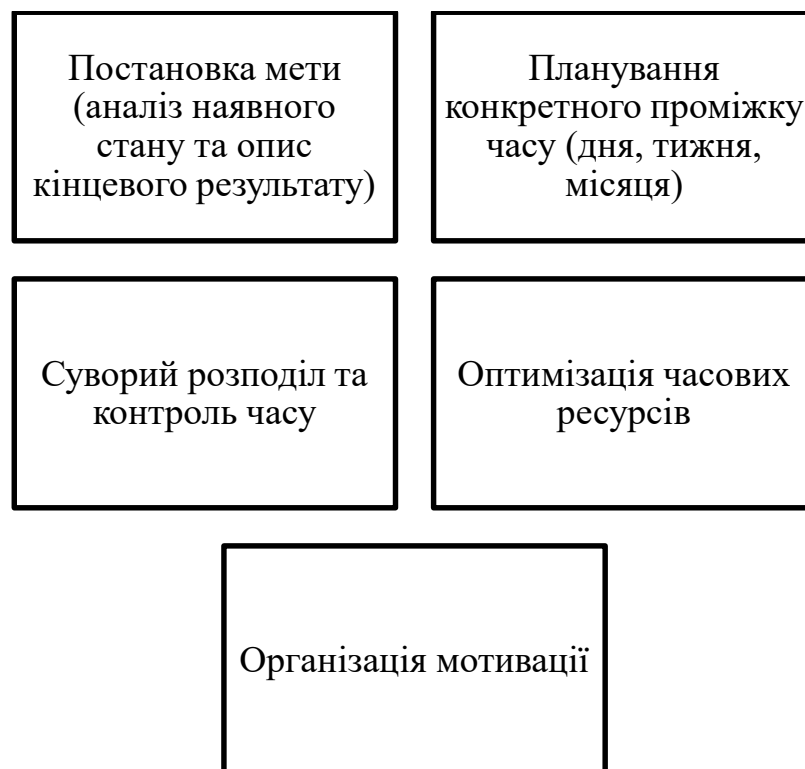 Постановка мети
(аналіз наявного
стану та опис
кінцевого результату)
Планування
конкретного проміжку
часу (дня, тижня,
місяця)
Суворий розподіл та
контроль часу
Оптимізація часових
ресурсів
Організація мотивації